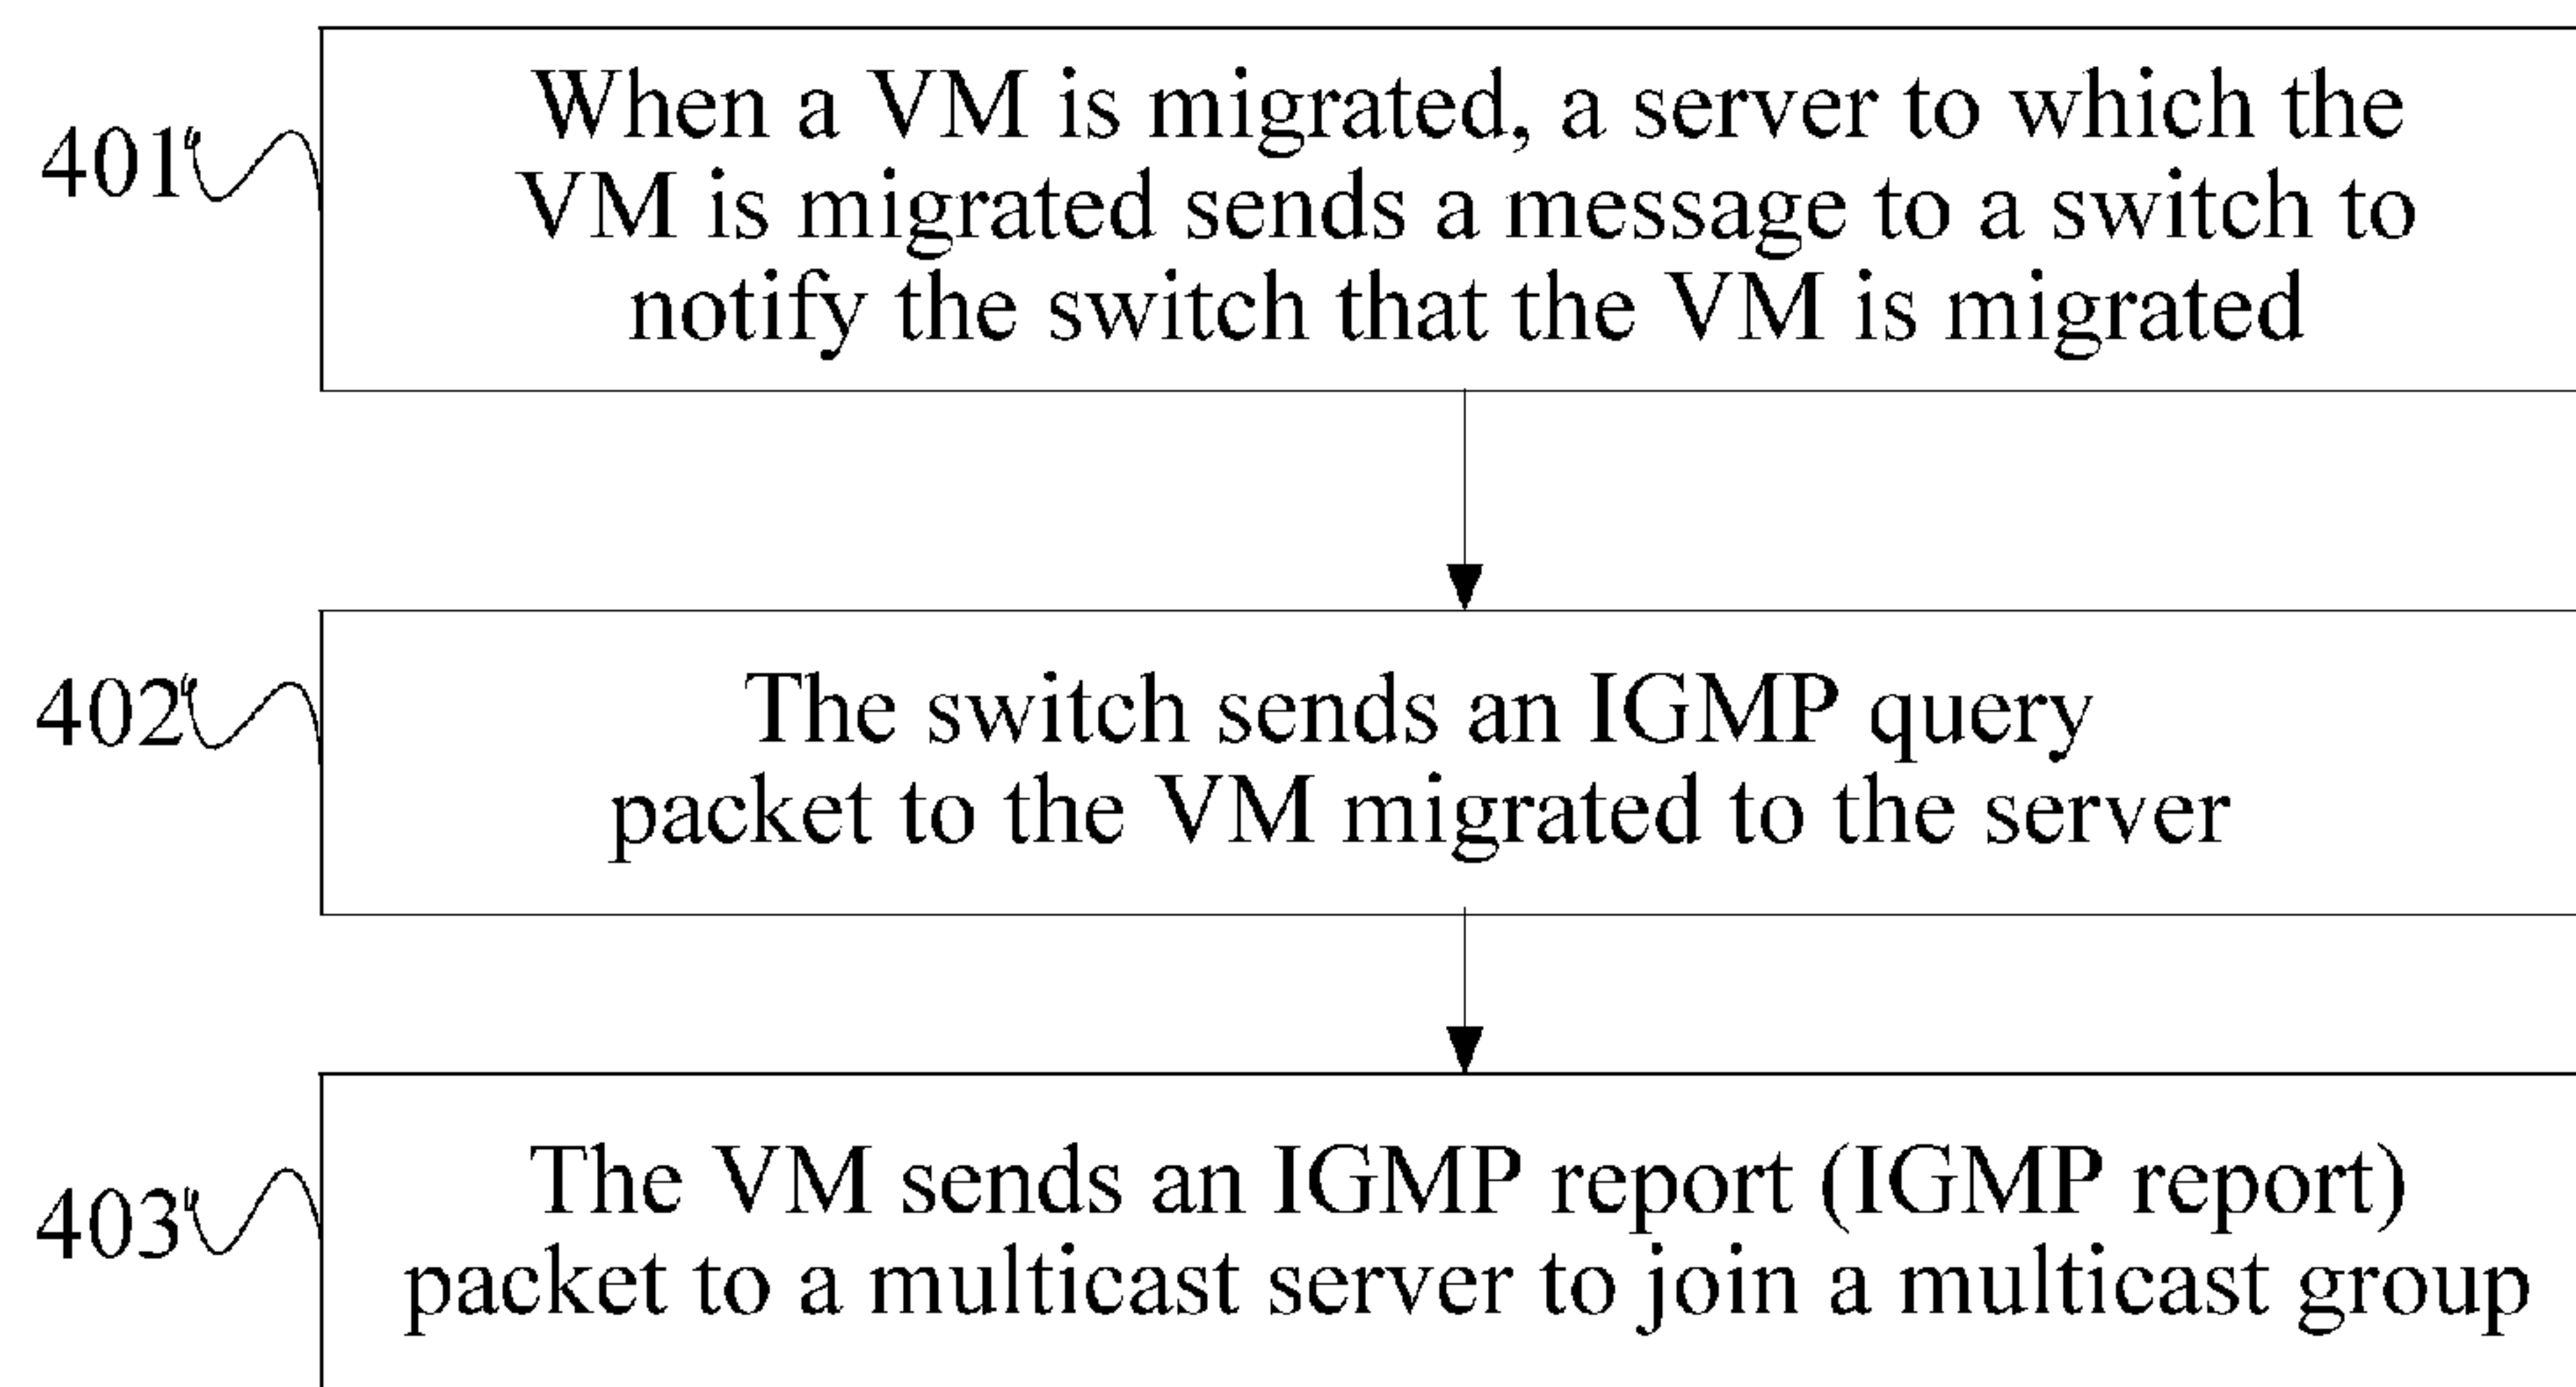 401
When a VM is migrated, a server to which the
VM is migrated sends a message to a switch to
notify the switch that the VM is migrated
402
The switch sends an IGMP query
packet to the VM migrated to the server
403
The VM sends an IGMP report (IGMP report)
packet to a multicast server to join a multicast group